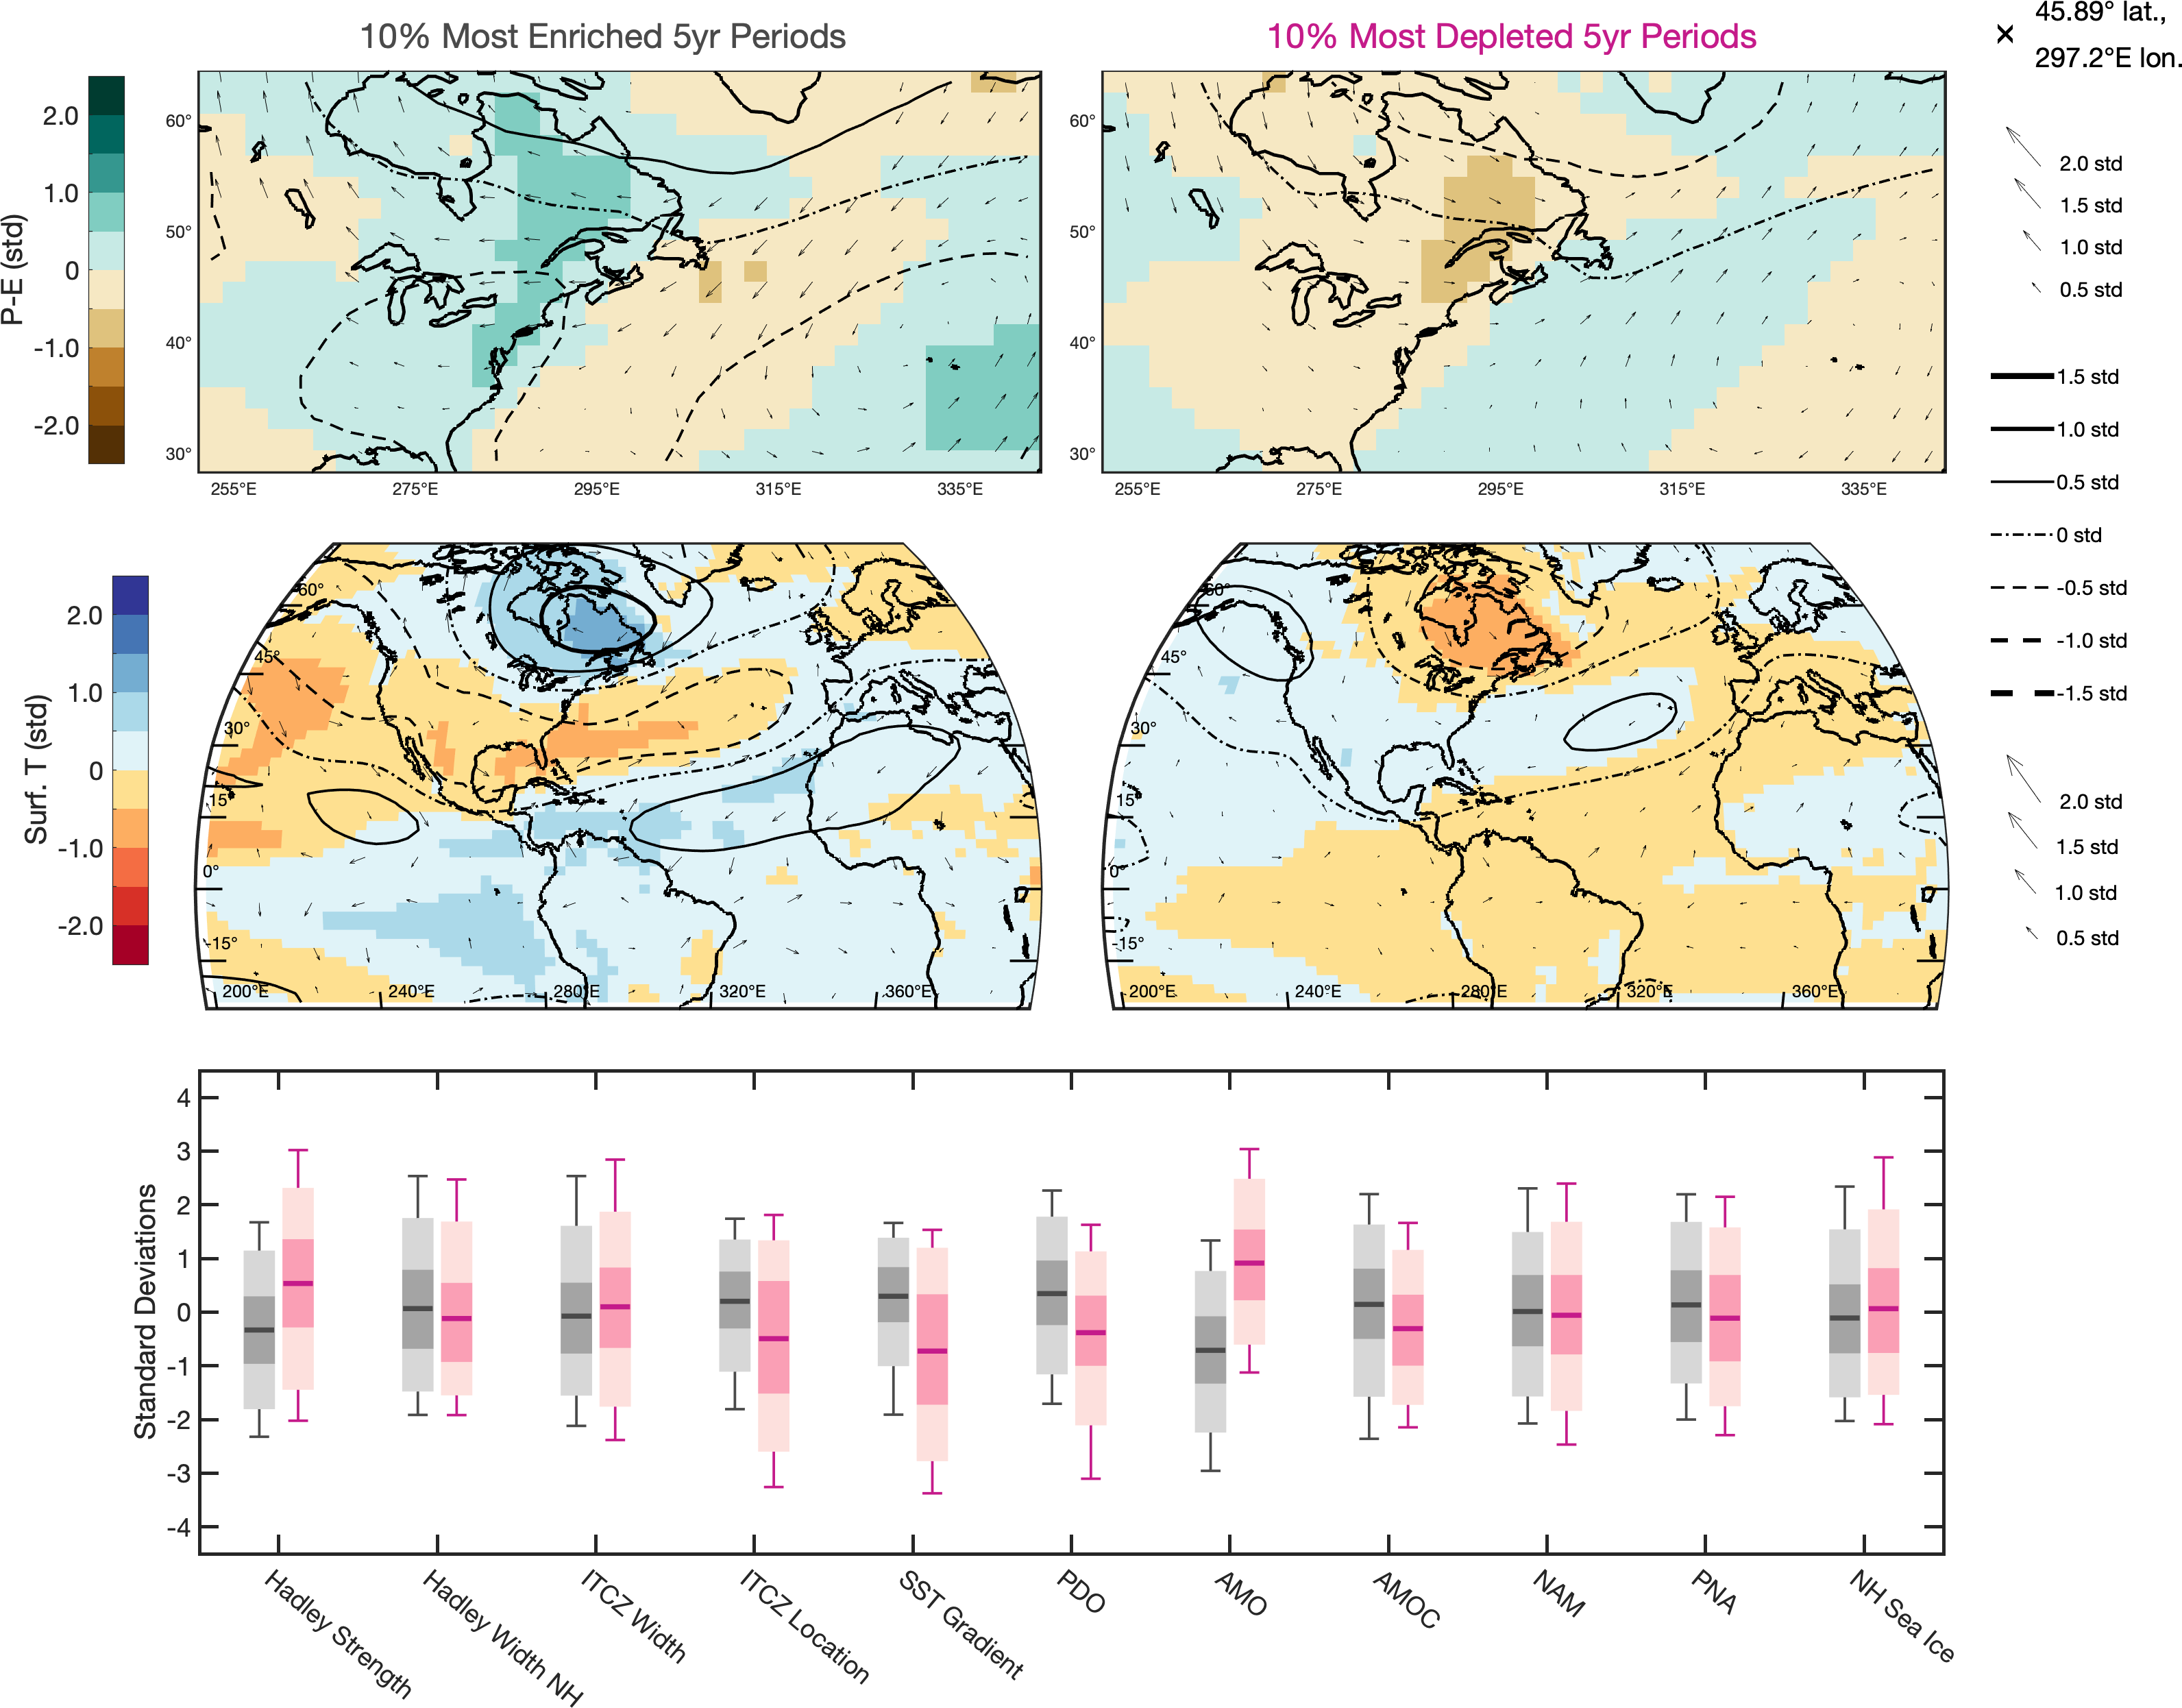 10% Most Enriched 5yr Periods
10% Most Depleted 5yr Periods
× 45.89° lat.,
297.2°E lon.
P-E (std)
2.0
1.0
0
-1.0
-2.0
60°
50°
40°
30°
255°E 275°E 295°E 315°E 335°E
60°
50°
40°
30°
255°E 275°E 295°E 315°E 335°E
2.0 std
1.5 std
1.0 std
0.5 std
1.5 std
1.0 std
0.5 std
0 std
-0.5 std
-1.0 std
-1.5 std
2.0 std
1.5 std
1.0 std
0.5 std
Surf. T (std)
2.0
1.0
0
-1.0
-2.0
60°
45°
30°
15°
0°
-15°
200°E 240°E 280°E 320°E 360°E
60°
45°
30°
15°
0°
-15°
200°E 240°E 280°E 320°E 360°E
Standard Deviations
4
3
2
1
0
-1
-2
-3
-4
Hadley Strength
Hadley Width NH
ITCZ Width
ITCZ Location
SST Gradient
PDO
AMO
AMOC
NAM
PNA
NH Sea Ice